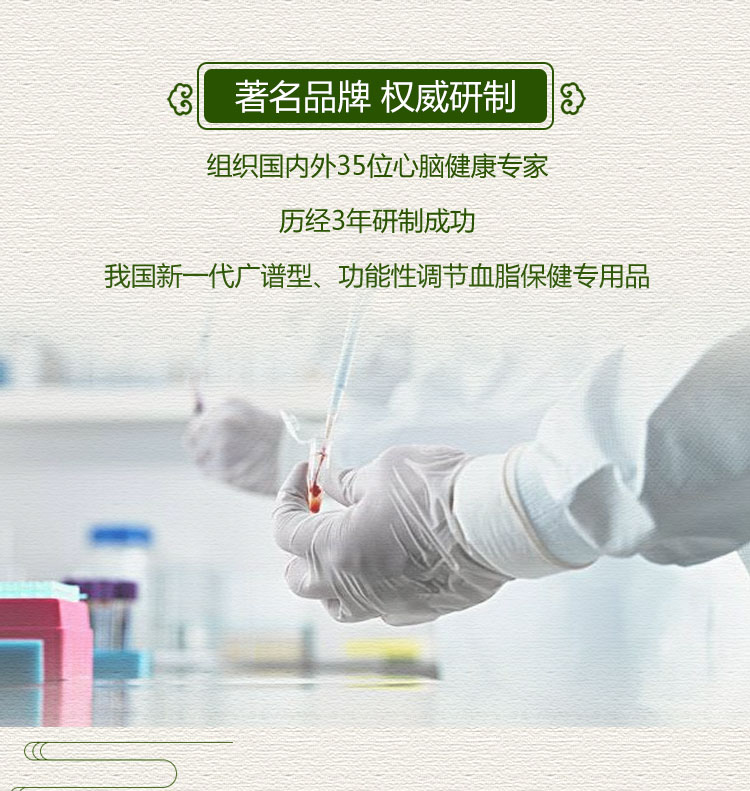 著名品牌 权威研制
组织国内外35位心脑健康专家
历经3年研制成功
我国新一代广谱型、功能性调节血脂保健专用品